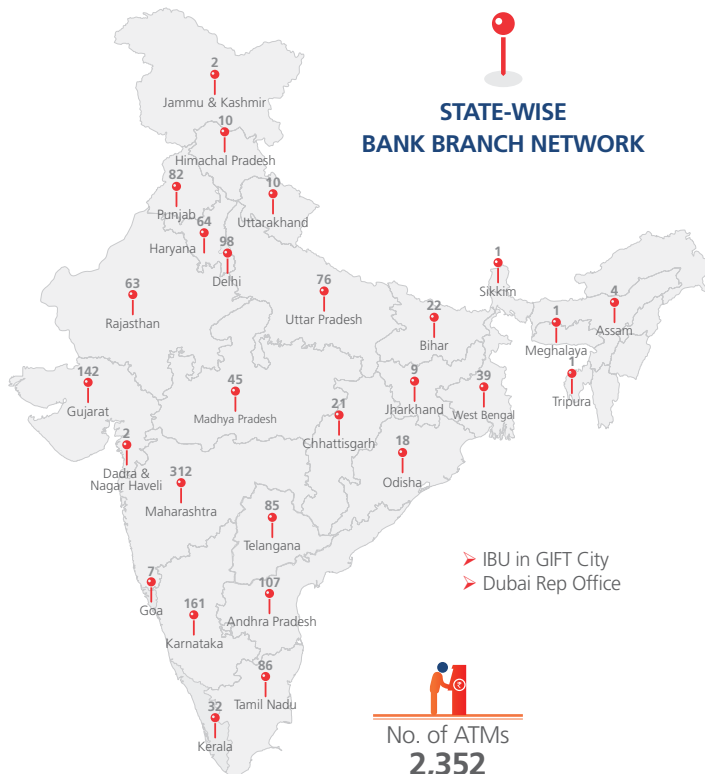 STATE-WISE
BANK BRANCH NETWORK
2
Jammu & Kashmir
10
Himachal Pradesh
82
Punjab
10
Uttarakhand
64
Haryana
98
Delhi
63
Rajasthan
76
Uttar Pradesh
1
Sikkim
22
Bihar
4
Assam
1
Meghalaya
1
Tripura
142
Gujarat
45
Madhya Pradesh
21
Chhattisgarh
9
Jharkhand
39
West Bengal
2
Dadra &
Nagar Haveli
312
Maharashtra
18
Odisha
85
Telangana
➢ IBU in GIFT City
➢ Dubai Rep Office
7
Goa
161
Karnataka
107
Andhra Pradesh
86
Tamil Nadu
32
Kerala
₹
No. of ATMs
2,352